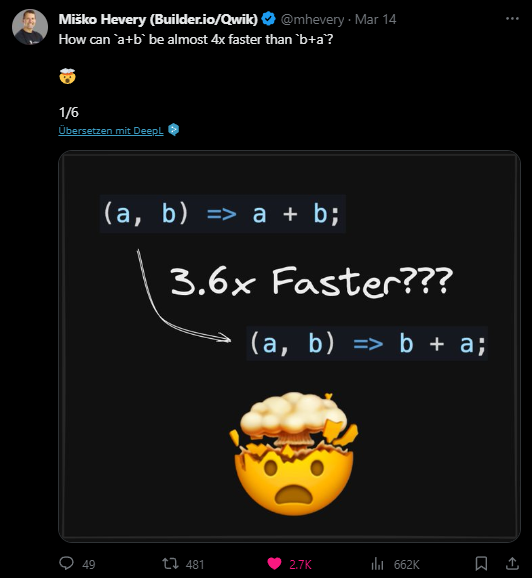 Miško Hevery (Builder.io/Qwik) @mhevery · Mar 14
How can `a+b` be almost 4x faster than `b+a`?
🤯
1/6
Übersetzen mit DeepL
(a, b) => a + b;
3.6x Faster???
(a, b) => b + a;
49 481 2.7K 662K